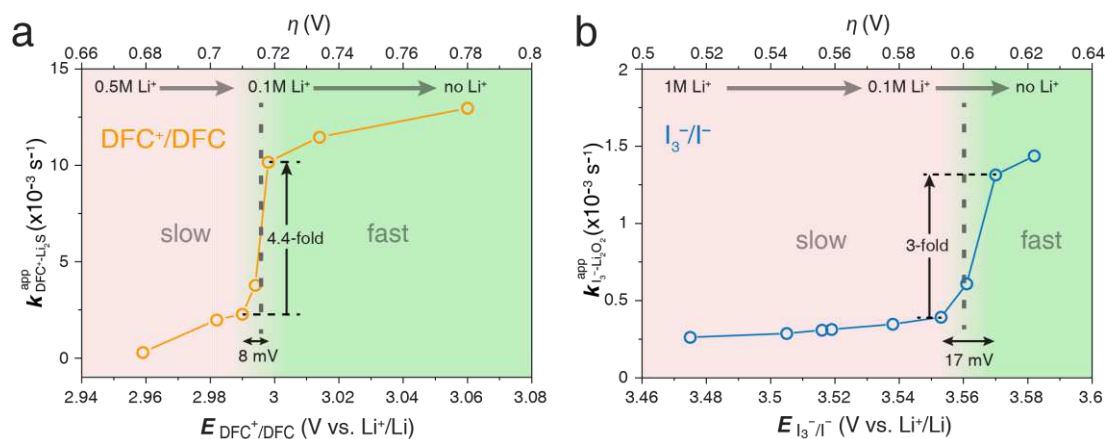 a
η (V)
0.66 0.68 0.70 0.72 0.74 0.76 0.78 0.8
0.5M Li⁺ 0.1M Li⁺ no Li⁺
DFC⁺/DFC
slow
fast
4.4-fold
8 mV
15
10
5
0
k^app_DFC⁺-Li₂S (x10⁻³ s⁻¹)
2.94 2.96 2.98 3 3.02 3.04 3.06 3.08
E DFC⁺/DFC (V vs. Li⁺/Li)
b
η (V)
0.5 0.52 0.54 0.56 0.58 0.6 0.62 0.64
1M Li⁺ 0.1M Li⁺ no Li⁺
I₃⁻/I⁻
slow
fast
3-fold
17 mV
2
1.5
1
0.5
0
k^app_I₃⁻-Li₂O₂ (x10⁻³ s⁻¹)
3.46 3.48 3.5 3.52 3.54 3.56 3.58 3.6
E I₃⁻/I⁻ (V vs. Li⁺/Li)